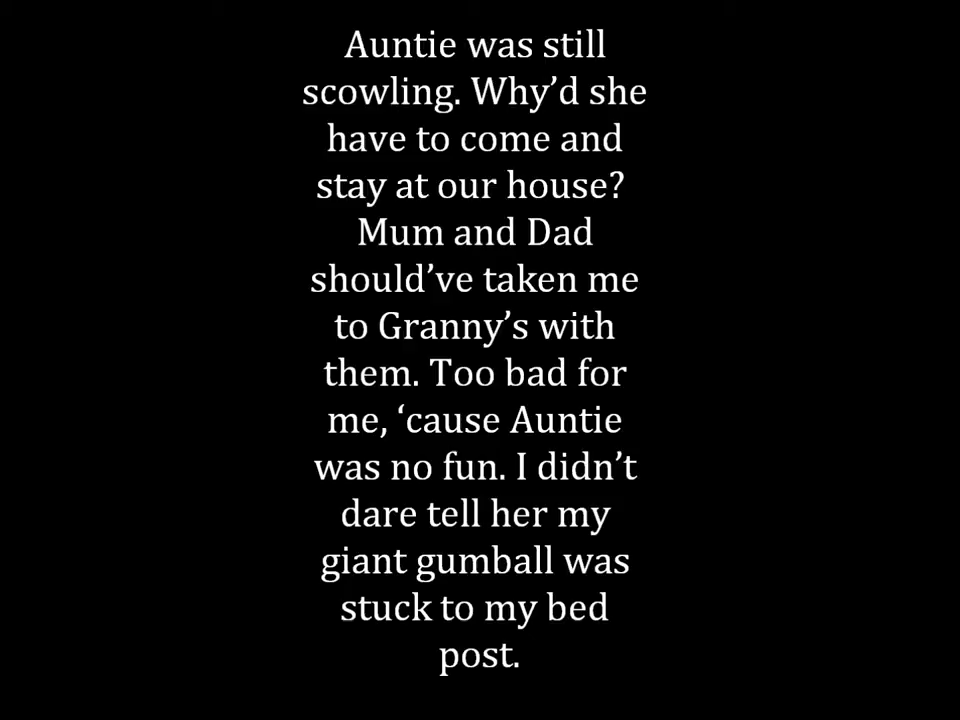 Auntie was still
scowling. Why’d she
have to come and
stay at our house?
Mum and Dad
should’ve taken me
to Granny’s with
them. Too bad for
me, ‘cause Auntie
was no fun. I didn’t
dare tell her my
giant gumball was
stuck to my bed
post.